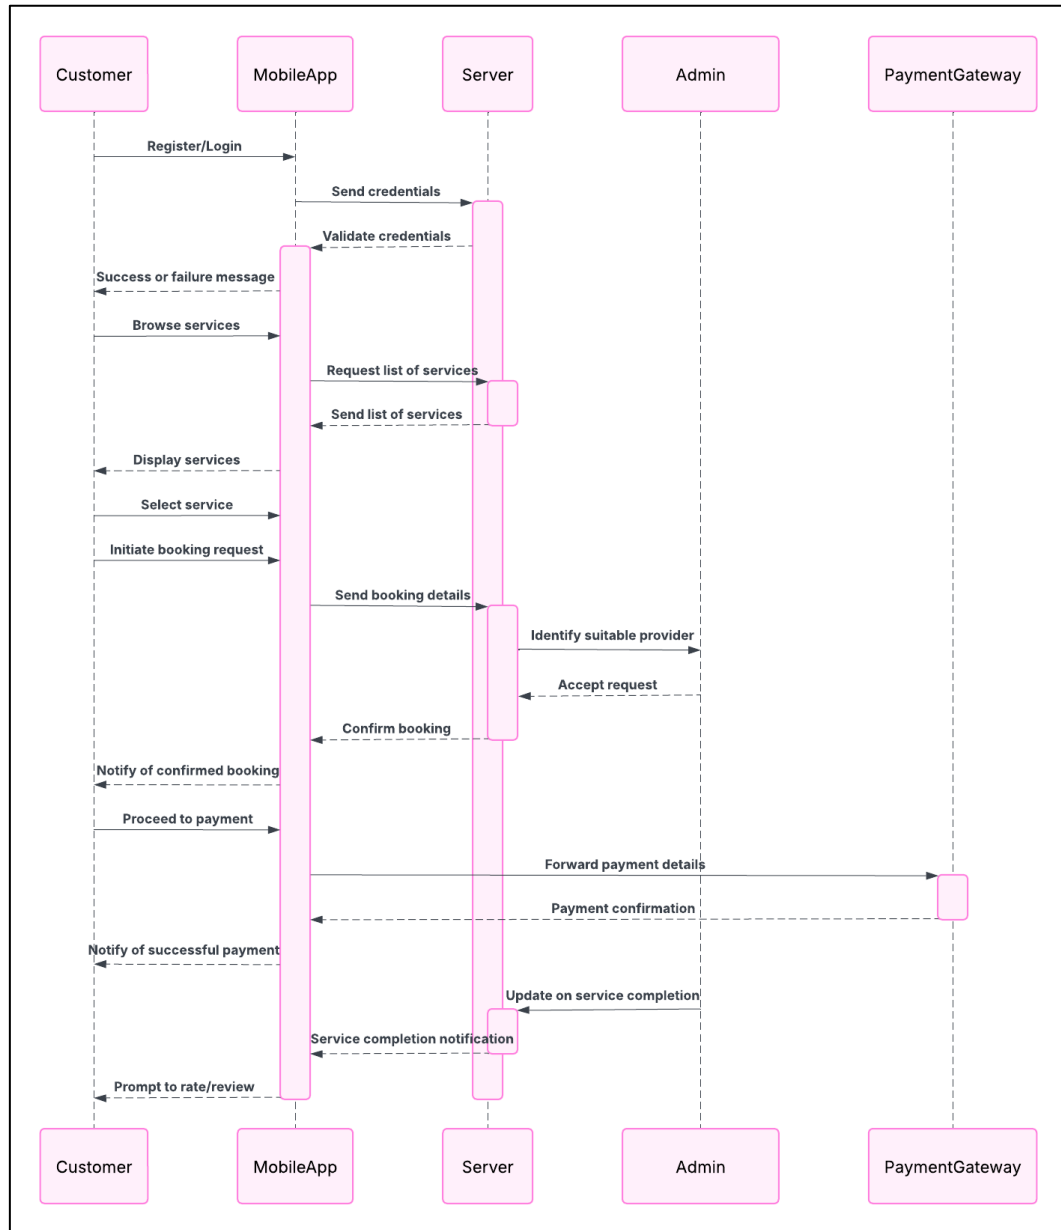 Customer
MobileApp
Server
Admin
PaymentGateway
Register/Login
Send credentials
Validate credentials
Success or failure message
Browse services
Request list of services
Send list of services
Display services
Select service
Initiate booking request
Send booking details
Identify suitable provider
Accept request
Confirm booking
Notify of confirmed booking
Proceed to payment
Forward payment details
Payment confirmation
Notify of successful payment
Update on service completion
Service completion notification
Prompt to rate/review
Customer
MobileApp
Server
Admin
PaymentGateway